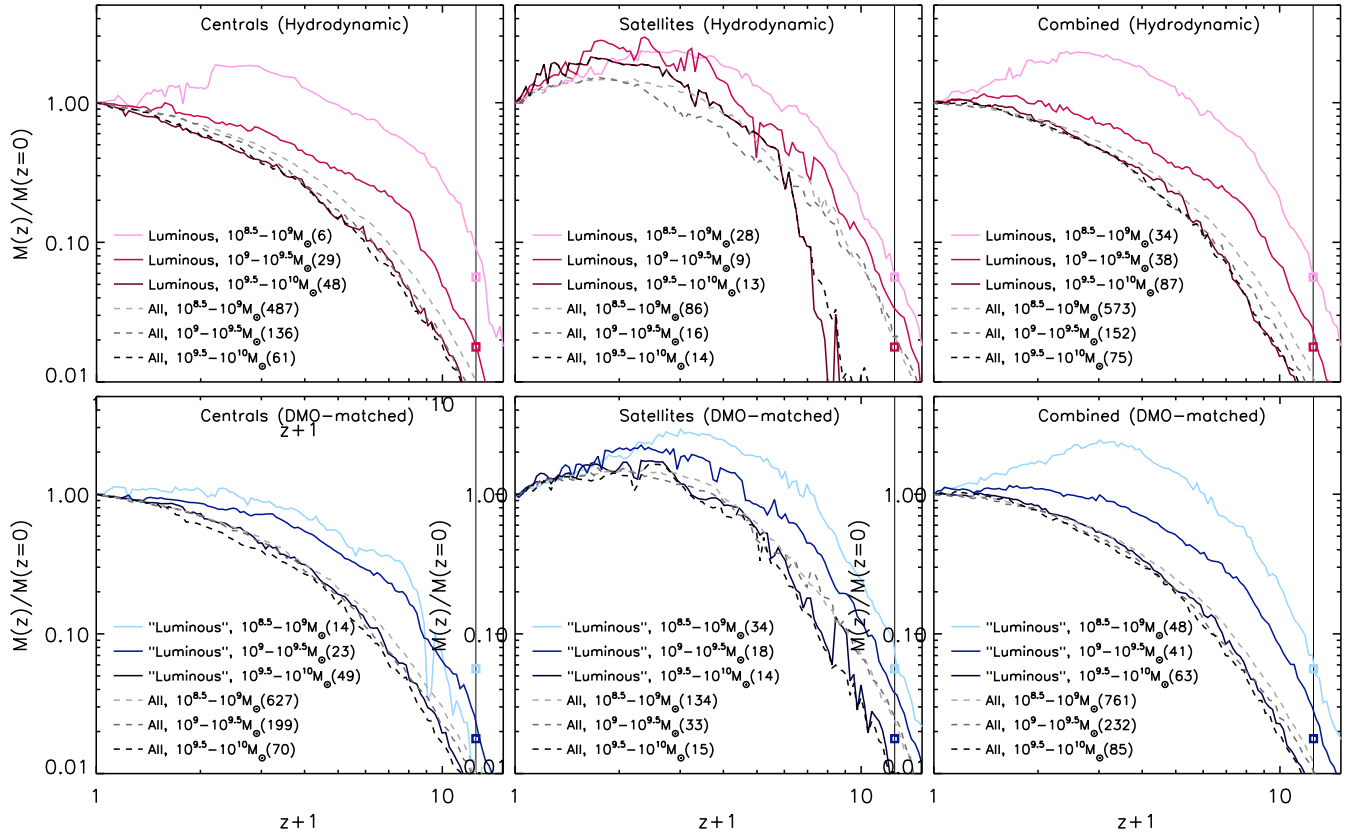 Centrals (Hydrodynamic)
Satellites (Hydrodynamic)
Combined (Hydrodynamic)
M(z)/M(z=0)
1.00
0.10
0.01
Luminous, 10^8.5−10^9M⊙(6)
Luminous, 10^9−10^9.5M⊙(29)
Luminous, 10^9.5−10^10M⊙(48)
All, 10^8.5−10^9M⊙(487)
All, 10^9−10^9.5M⊙(136)
All, 10^9.5−10^10M⊙(61)
Luminous, 10^8.5−10^9M⊙(28)
Luminous, 10^9−10^9.5M⊙(9)
Luminous, 10^9.5−10^10M⊙(13)
All, 10^8.5−10^9M⊙(86)
All, 10^9−10^9.5M⊙(16)
All, 10^9.5−10^10M⊙(14)
Luminous, 10^8.5−10^9M⊙(34)
Luminous, 10^9−10^9.5M⊙(38)
Luminous, 10^9.5−10^10M⊙(87)
All, 10^8.5−10^9M⊙(573)
All, 10^9−10^9.5M⊙(152)
All, 10^9.5−10^10M⊙(75)
Centrals (DMO−matched)
10
z+1
Satellites (DMO−matched)
Combined (DMO−matched)
M(z)/M(z=0)
1.00
0.10
0.01
"Luminous", 10^8.5−10^9M⊙(14)
"Luminous", 10^9−10^9.5M⊙(23)
"Luminous", 10^9.5−10^10M⊙(49)
All, 10^8.5−10^9M⊙(627)
All, 10^9−10^9.5M⊙(199)
All, 10^9.5−10^10M⊙(70)
M(z)/M(z=0)
1.00
0.10
0.01
"Luminous", 10^8.5−10^9M⊙(34)
"Luminous", 10^9−10^9.5M⊙(18)
"Luminous", 10^9.5−10^10M⊙(14)
All, 10^8.5−10^9M⊙(134)
All, 10^9−10^9.5M⊙(33)
All, 10^9.5−10^10M⊙(15)
M(z)/M(z=0)
1.00
0.10
0.01
"Luminous", 10^8.5−10^9M⊙(48)
"Luminous", 10^9−10^9.5M⊙(41)
"Luminous", 10^9.5−10^10M⊙(63)
All, 10^8.5−10^9M⊙(761)
All, 10^9−10^9.5M⊙(232)
All, 10^9.5−10^10M⊙(85)
1
10
z+1
1
10
z+1
1
10
z+1